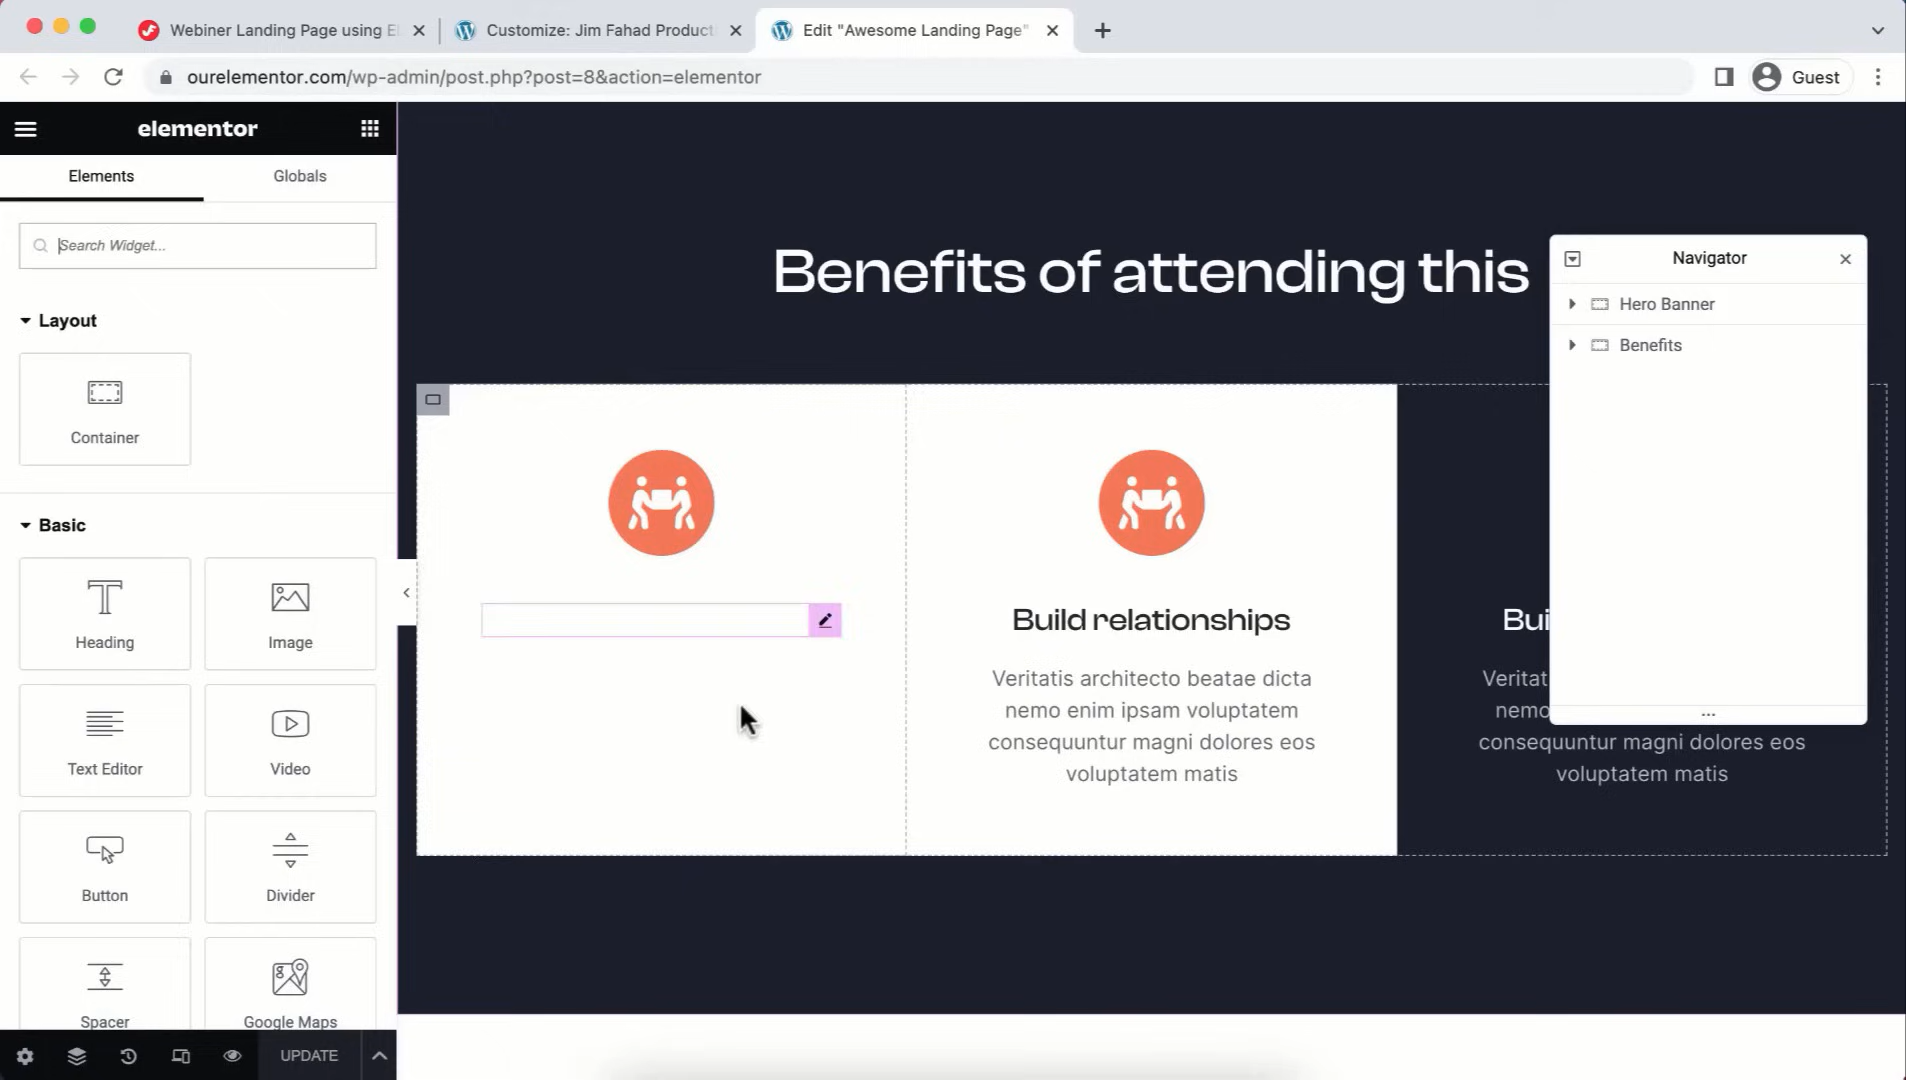 Webiner Landing Page using El
Customize: Jim Fahad Product
Edit "Awesome Landing Page"
ourelementor.com/wp-admin/post.php?post=8&action=elementor
Guest
elementor
Elements
Globals
Search Widget...
Layout
Container
Basic
Heading
Image
Text Editor
Video
Button
Divider
Spacer
Google Maps
UPDATE
Benefits of attending this
Build relationships
Veritatis architecto beatae dicta
nemo enim ipsam voluptatem
consequuntur magni dolores eos
voluptatem matis
Bui
Veritat
nemo
consequuntur magni dolores eos
voluptatem matis
Navigator
Hero Banner
Benefits